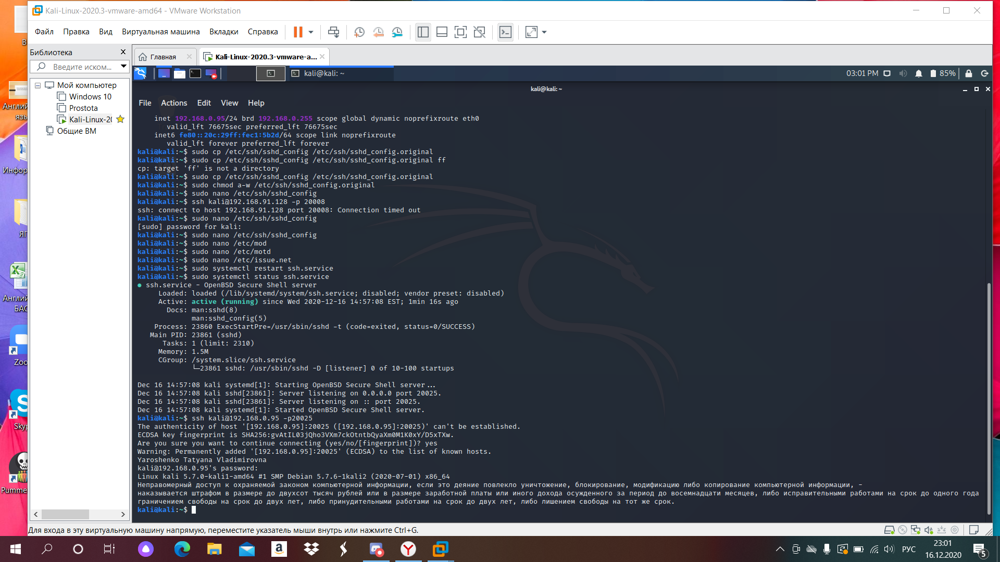 Kali-Linux-2020.3-vmware-amd64 - VMware Workstation
Файл Правка Вид Виртуальная машина Вкладки Справка
Библиотека
Введите иском...
Мой компьютер
Windows 10
Prostota
Kali-Linux-20
Общие ВМ
Главная
Kali-Linux-2020.3-vmware-a...
kali@kali: ~
03:01 PM
85%
kali@kali: ~
File Actions Edit View Help
inet 192.168.0.95/24 brd 192.168.0.255 scope global dynamic noprefixroute eth0
valid_lft 76675sec preferred_lft 76675sec
inet6 fe80::20c:29ff:fec1:5b2d/64 scope link noprefixroute
valid_lft forever preferred_lft forever
kali@kali:~$ sudo cp /etc/ssh/sshd_config /etc/ssh/sshd_config.original
kali@kali:~$ sudo cp /etc/ssh/sshd_config /etc/ssh/sshd_config.original ff
cp: target 'ff' is not a directory
kali@kali:~$ sudo cp /etc/ssh/sshd_config /etc/ssh/sshd_config.original
kali@kali:~$ sudo chmod a-w /etc/ssh/sshd_config.original
kali@kali:~$ sudo nano /etc/ssh/sshd_config
kali@kali:~$ ssh kali@192.168.91.128 -p 20008
ssh: connect to host 192.168.91.128 port 20008: Connection timed out
kali@kali:~$ sudo nano /etc/ssh/sshd_config
[sudo] password for kali:
kali@kali:~$ sudo nano /etc/ssh/sshd_config
kali@kali:~$ sudo nano /etc/mod
kali@kali:~$ sudo nano /etc/motd
kali@kali:~$ sudo nano /etc/issue.net
kali@kali:~$ sudo systemctl restart ssh.service
kali@kali:~$ sudo systemctl status ssh.service
● ssh.service - OpenBSD Secure Shell server
Loaded: loaded (/lib/systemd/system/ssh.service; disabled; vendor preset: disabled)
Active: active (running) since Wed 2020-12-16 14:57:08 EST; 1min 16s ago
Docs: man:sshd(8)
man:sshd_config(5)
Process: 23860 ExecStartPre=/usr/sbin/sshd -t (code=exited, status=0/SUCCESS)
Main PID: 23861 (sshd)
Tasks: 1 (limit: 2310)
Memory: 1.5M
CGroup: /system.slice/ssh.service
└─23861 sshd: /usr/sbin/sshd -D [listener] 0 of 10-100 startups
Dec 16 14:57:08 kali systemd[1]: Starting OpenBSD Secure Shell server...
Dec 16 14:57:08 kali sshd[23861]: Server listening on 0.0.0.0 port 20025.
Dec 16 14:57:08 kali sshd[23861]: Server listening on :: port 20025.
Dec 16 14:57:08 kali systemd[1]: Started OpenBSD Secure Shell server.
kali@kali:~$ ssh kali@192.168.0.95 -p20025
The authenticity of host '[192.168.0.95]:20025 ([192.168.0.95]:20025)' can't be established.
ECDSA key fingerprint is SHA256:gvAtIL03jQho3VXm7ckOtntbQyaXm0M1K0xY/D5xTXw.
Are you sure you want to continue connecting (yes/no/[fingerprint])? yes
Warning: Permanently added '[192.168.0.95]:20025' (ECDSA) to the list of known hosts.
Yaroshenko Tatyana Vladimirovna
kali@192.168.0.95's password:
Linux kali 5.7.0-kali1-amd64 #1 SMP Debian 5.7.6-1kali2 (2020-07-01) x86_64
Неправомерный доступ к охраняемой законом компьютерной информации, если это деяние повлекло уничтожение, блокирование, модификацию либо копирование компьютерной информации, -
наказывается штрафом в размере до двухсот тысяч рублей или в размере заработной платы или иного дохода осужденного за период до восемнадцати месяцев, либо исправительными работами на срок до одного года
граничением свободы на срок до двух лет, либо принудительными работами на срок до двух лет, либо лишением свободы на тот же срок.
kali@kali:~$
Для входа в эту виртуальную машину напрямую, переместите указатель мыши внутрь или нажмите Ctrl+G.
В
Англий
язы
Инфор
ЯГ
Англий
БАС
Zoo
Skyp
Pumme
РУС
23:01
16.12.2020
5